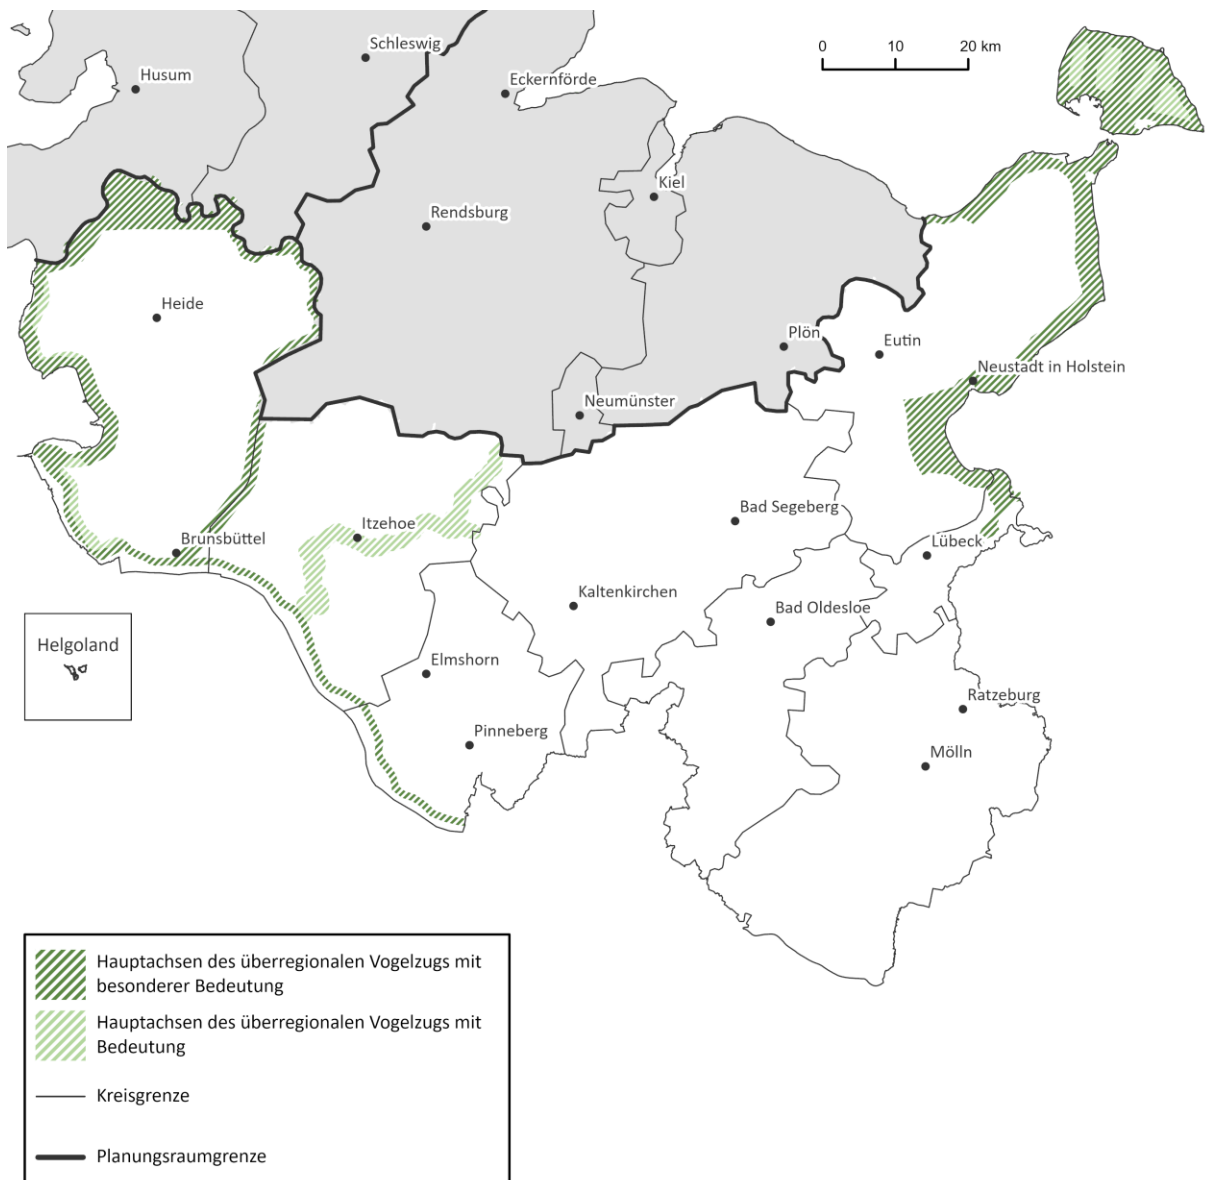 Schleswig
0 10 20 km
Husum
Eckernförde
Kiel
Rendsburg
Heide
Plön
Eutin
Neustadt in Holstein
Neumünster
Bad Segeberg
Itzehoe
Brunsbüttel
Lübeck
Kaltenkirchen
Bad Oldesloe
Helgoland
Elmshorn
Ratzeburg
Pinneberg
Mölln
Hauptachsen des überregionalen Vogelzugs mit
besonderer Bedeutung
Hauptachsen des überregionalen Vogelzugs mit
Bedeutung
Kreisgrenze
Planungsraumgrenze